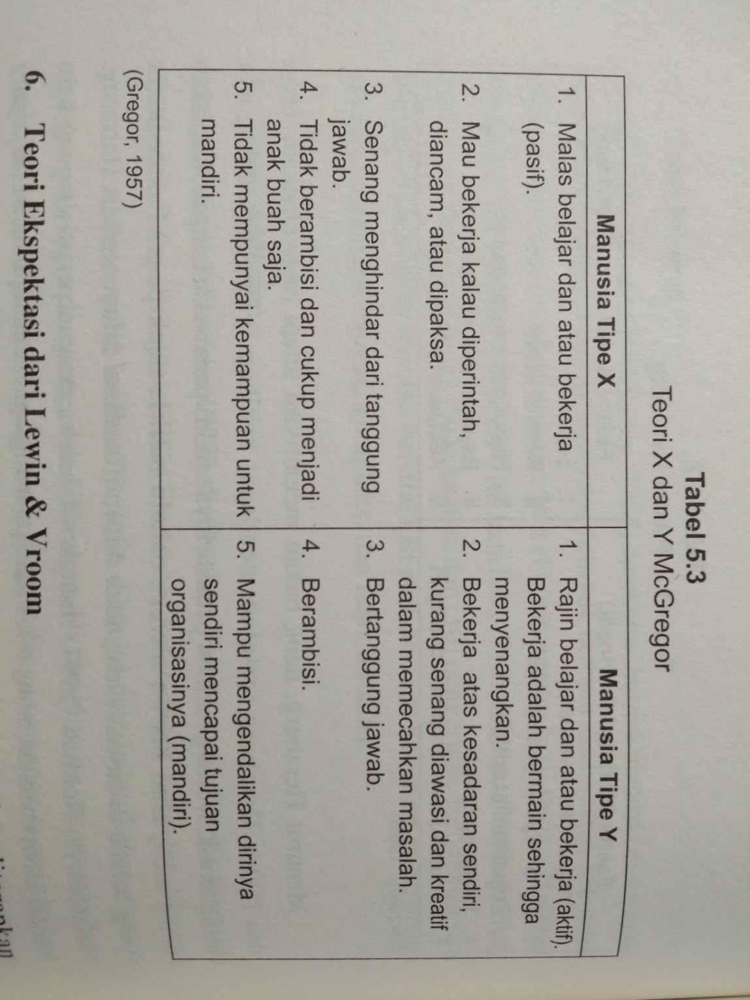 Tabel 5.3
Teori X dan Y McGregor
Manusia Tipe X
1. Malas belajar dan atau bekerja
(pasif).
2. Mau bekerja kalau diperintah,
diancam, atau dipaksa.
3. Senang menghindar dari tanggung
jawab.
4. Tidak berambisi dan cukup menjadi
anak buah saja.
5. Tidak mempunyai kemampuan untuk
mandiri.
Manusia Tipe Y
1. Rajin belajar dan atau bekerja (aktif).
Bekerja adalah bermain sehingga
menyenangkan.
2. Bekerja atas kesadaran sendiri,
kurang senang diawasi dan kreatif
dalam memecahkan masalah.
3. Bertanggung jawab.
4. Berambisi.
5. Mampu mengendalikan dirinya
sendiri mencapai tujuan
organisasinya (mandiri).
(Gregor, 1957)
6. Teori Ekspektasi dari Lewin & Vroom